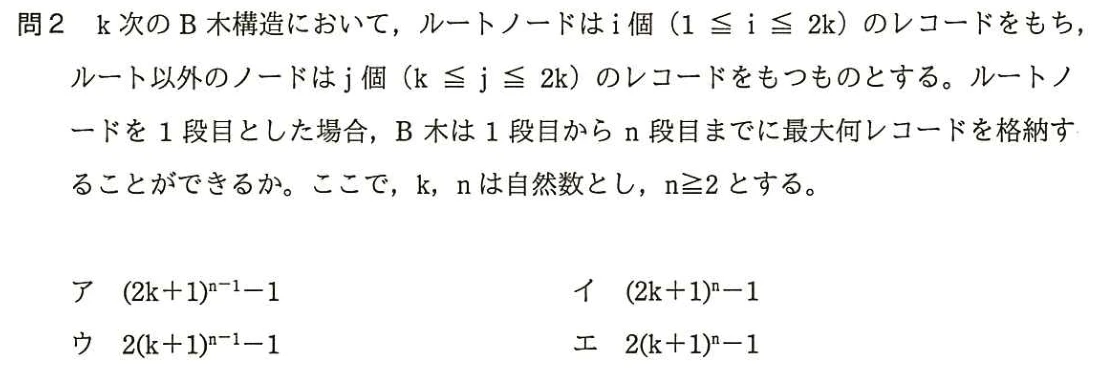 問2 k 次の B 木構造において，ルートノードは i 個（1 ≦ i ≦ 2k）のレコードをもち，
ルート以外のノードは j 個（k ≦ j ≦ 2k）のレコードをもつものとする。ルートノ
ードを 1 段目とした場合，B 木は 1 段目から n 段目までに最大何レコードを格納す
ることができるか。ここで，k，n は自然数とし，n≧2 とする。
ア (2k＋1)ⁿ⁻¹－1 イ (2k＋1)ⁿ－1
ウ 2(k＋1)ⁿ⁻¹－1 エ 2(k＋1)ⁿ－1